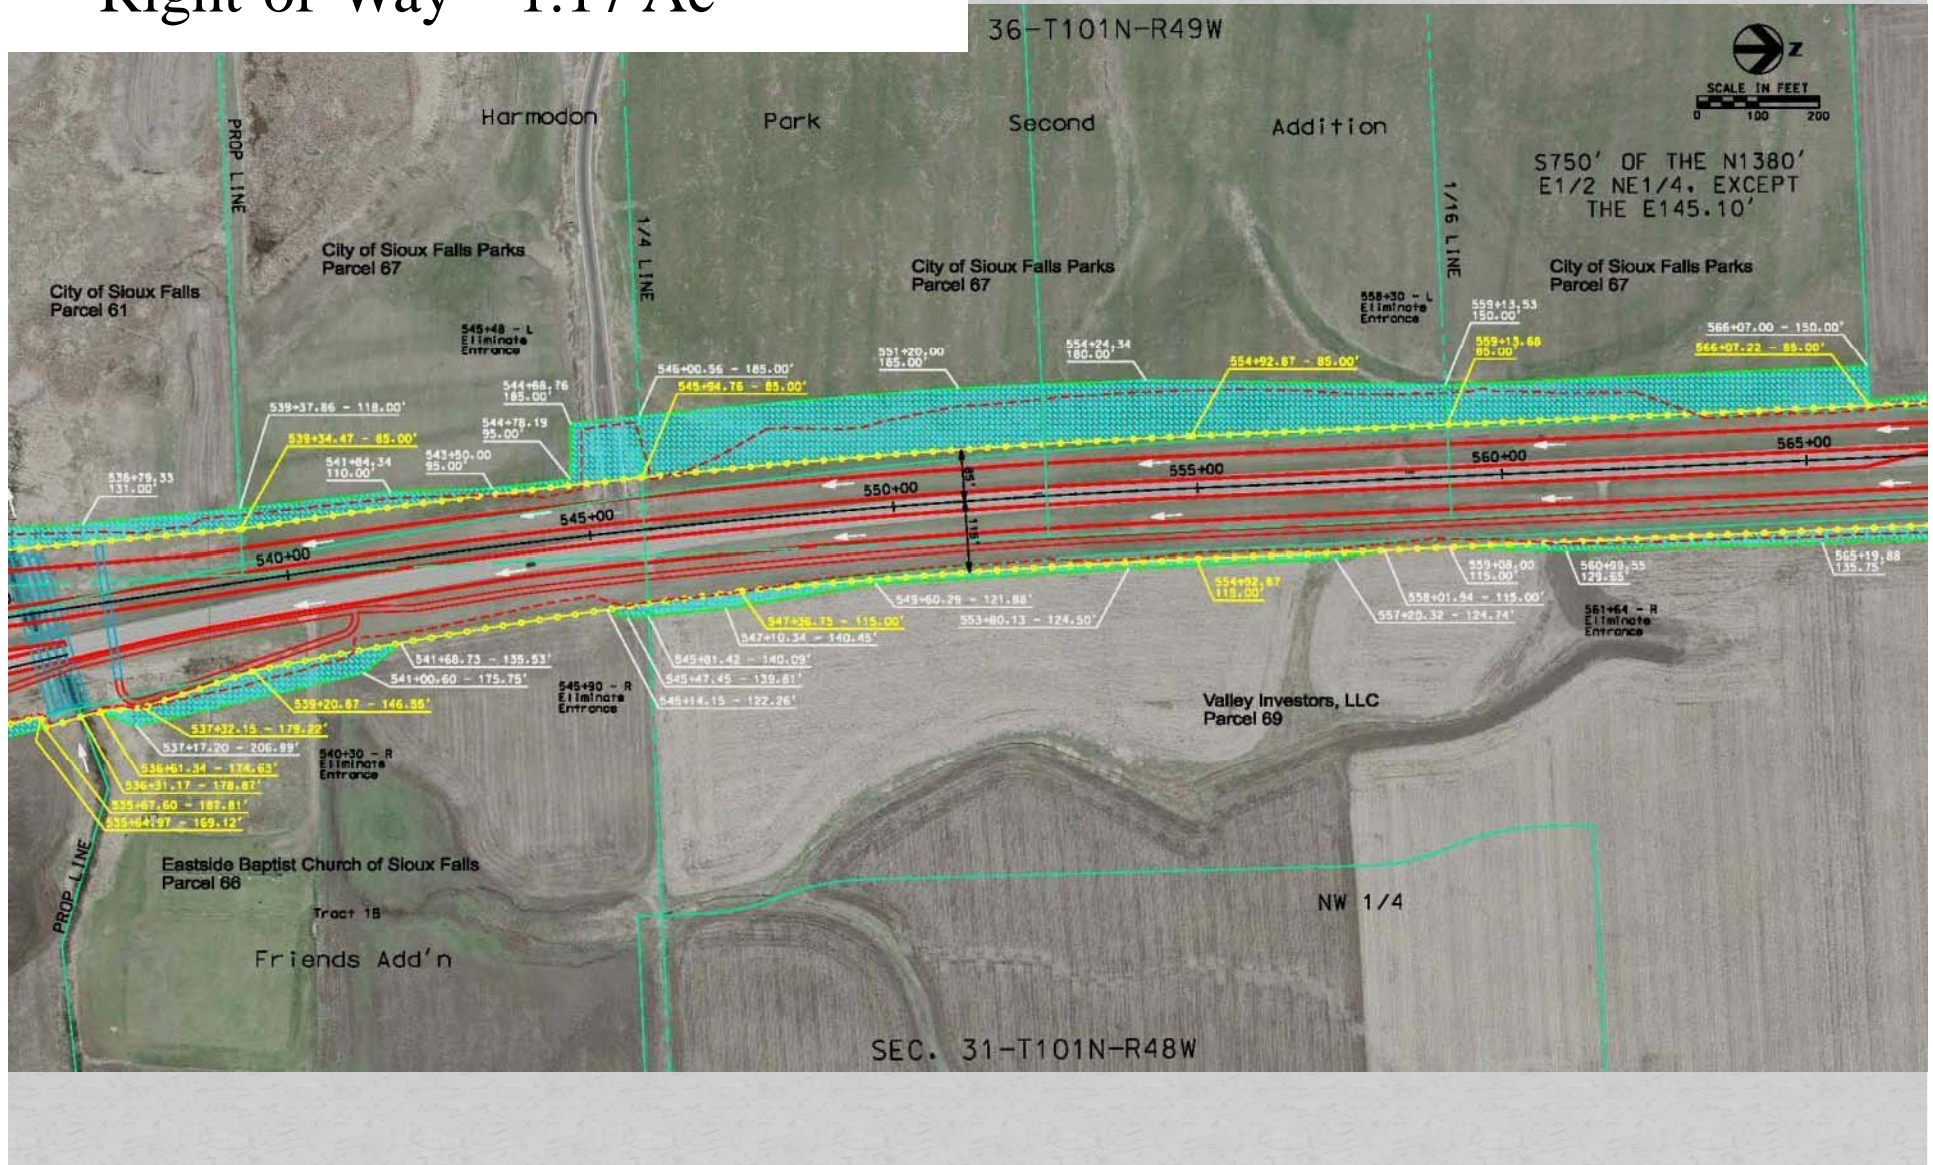 Right of Way - 1.17 Ac
36-T101N-R49W
Z
SCALE IN FEET
0 100 200
Harmodon Park Second Addition
S750' OF THE N1380'
E1/2 NE1/4. EXCEPT
THE E145.10'
PROP LINE
1/4 LINE
1/16 LINE
City of Sioux Falls
Parcel 61
City of Sioux Falls Parks
Parcel 67
City of Sioux Falls Parks
Parcel 67
City of Sioux Falls Parks
Parcel 67
545+48 - L
Eliminate
Entrance
558+30 - L
Eliminate
Entrance
536+79.33
131.00'
539+37.86 - 118.00'
539+34.47 - 85.00'
541+84.34
110.00'
543+50.00
95.00'
544+78.19
95.00'
544+68.76
185.00'
546+00.56 - 185.00'
545+94.76 - 85.00'
551+20.00
185.00'
554+24.34
180.00'
554+92.87 - 85.00'
559+13.53
150.00'
559+13.68
85.00'
566+07.00 - 150.00'
566+07.22 - 85.00'
540+00
545+00
550+00
555+00
560+00
565+00
85'
115'
549+60.29 - 121.88'
547+36.75 - 115.00'
547+10.34 - 140.45'
553+80.13 - 124.50'
554+92.87
115.00'
557+20.32 - 124.74'
558+01.94 - 115.00'
559+08.00
115.00'
560+99.55
129.65'
565+19.88
135.75'
561+64 - R
Eliminate
Entrance
541+68.73 - 135.53'
541+00.60 - 175.75'
545+81.42 - 140.09'
545+47.45 - 139.81'
545+14.15 - 122.26'
545+90 - R
Eliminate
Entrance
539+20.87 - 146.55'
537+32.15 - 179.22'
537+17.20 - 206.99'
536+61.34 - 174.63'
536+31.17 - 178.87'
535+67.60 - 187.81'
535+64.97 - 169.12'
540+30 - R
Eliminate
Entrance
Valley Investors, LLC
Parcel 69
PROP LINE
Eastside Baptist Church of Sioux Falls
Parcel 66
Tract 1B
Friends Add'n
NW 1/4
SEC. 31-T101N-R48W